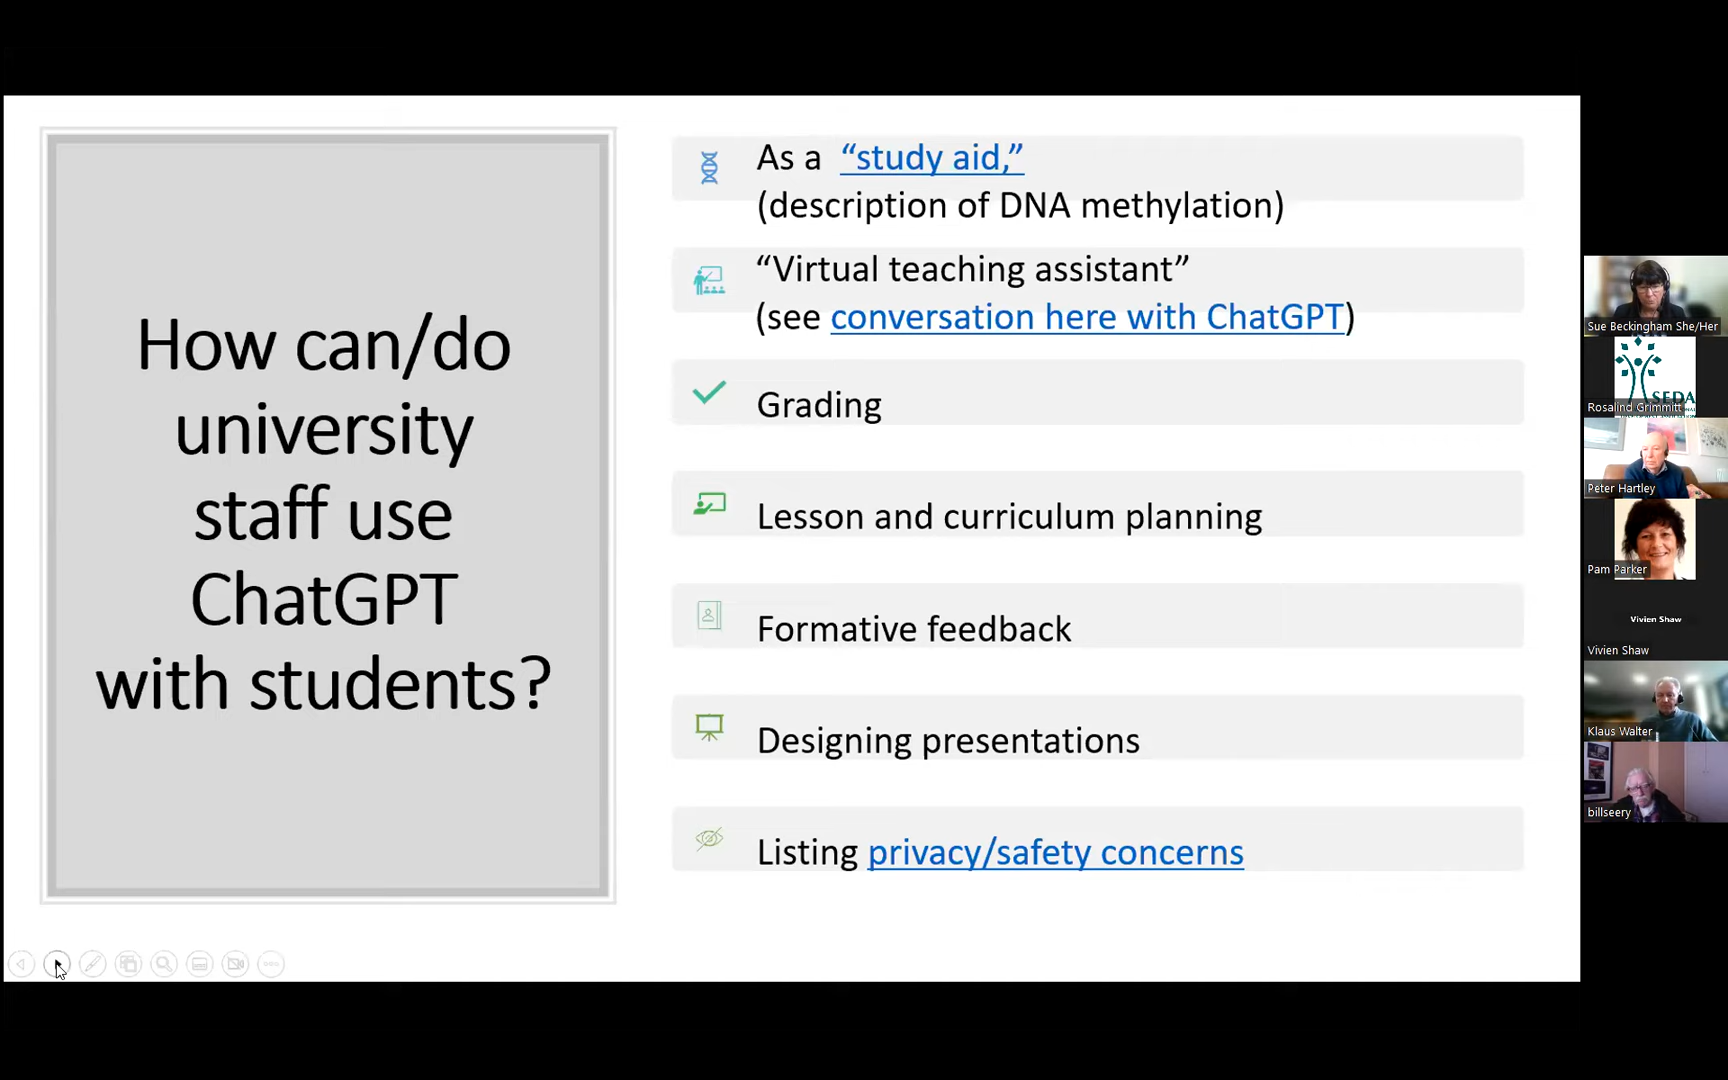 How can/do
university
staff use
ChatGPT
with students?
As a “study aid,”
(description of DNA methylation)
“Virtual teaching assistant”
(see conversation here with ChatGPT)
Grading
Lesson and curriculum planning
Formative feedback
Designing presentations
Listing privacy/safety concerns
Sue Beckingham She/Her
SEDA
Rosalind Grimmitt
Peter Hartley
Pam Parker
Vivien Shaw
Vivien Shaw
Klaus Walter
billseery